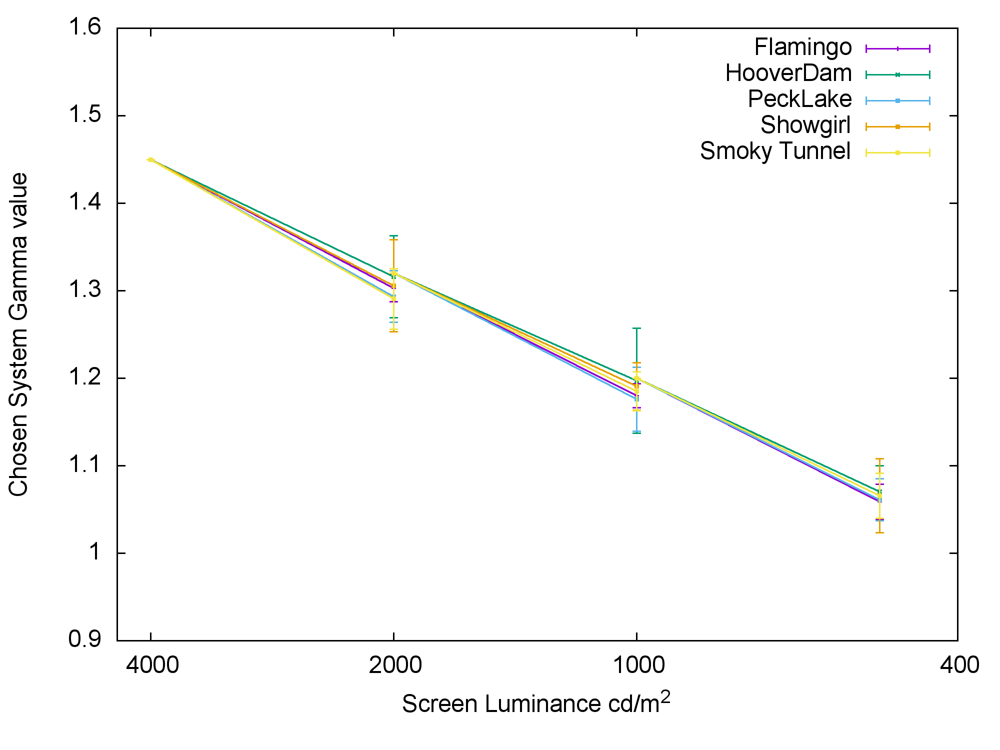 1.6
1.5
1.4
1.3
1.2
1.1
1
0.9
Chosen System Gamma value
Flamingo
HooverDam
PeckLake
Showgirl
Smoky Tunnel
4000 2000 1000 400
Screen Luminance cd/m²